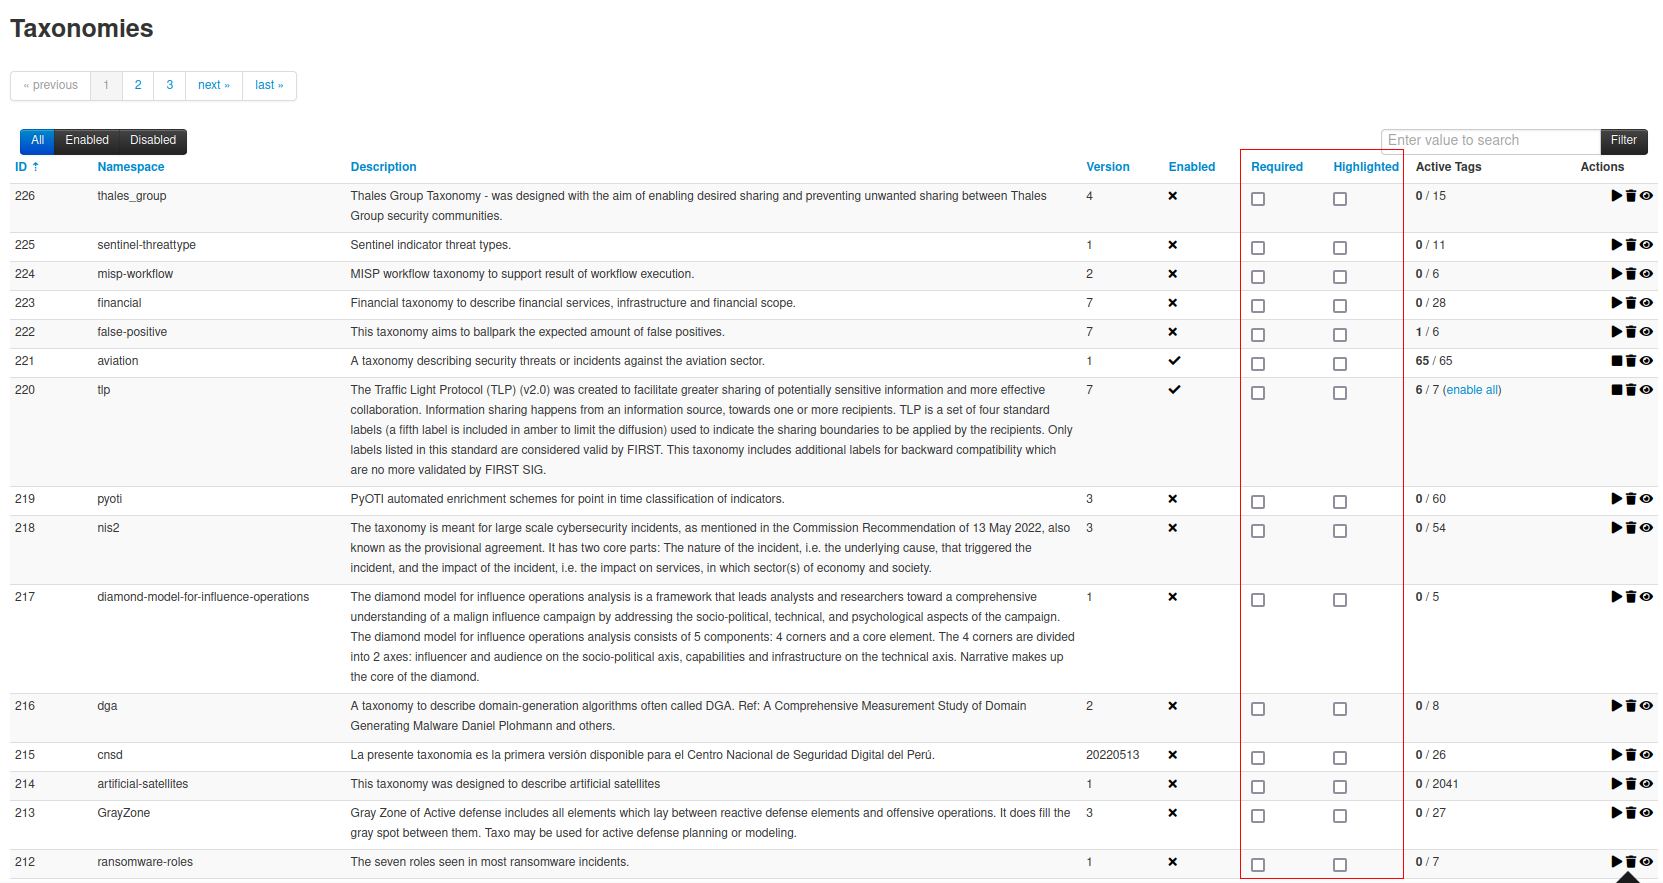 Taxonomies
« previous 1 2 3 next » last »
All Enabled Disabled Enter value to search Filter
ID ↑ Namespace Description Version Enabled Required Highlighted Active Tags Actions
226 thales_group Thales Group Taxonomy - was designed with the aim of enabling desired sharing and preventing unwanted sharing between Thales 4 0 / 15
Group security communities.
225 sentinel-threattype Sentinel indicator threat types. 1 0 / 11
224 misp-workflow MISP workflow taxonomy to support result of workflow execution. 2 0 / 6
223 financial Financial taxonomy to describe financial services, infrastructure and financial scope. 7 0 / 28
222 false-positive This taxonomy aims to ballpark the expected amount of false positives. 7 1 / 6
221 aviation A taxonomy describing security threats or incidents against the aviation sector. 1 65 / 65
220 tlp The Traffic Light Protocol (TLP) (v2.0) was created to facilitate greater sharing of potentially sensitive information and more effective 7 6 / 7 (enable all)
collaboration. Information sharing happens from an information source, towards one or more recipients. TLP is a set of four standard
labels (a fifth label is included in amber to limit the diffusion) used to indicate the sharing boundaries to be applied by the recipients. Only
labels listed in this standard are considered valid by FIRST. This taxonomy includes additional labels for backward compatibility which
are no more validated by FIRST SIG.
219 pyoti PyOTI automated enrichment schemes for point in time classification of indicators. 3 0 / 60
218 nis2 The taxonomy is meant for large scale cybersecurity incidents, as mentioned in the Commission Recommendation of 13 May 2022, also 3 0 / 54
known as the provisional agreement. It has two core parts: The nature of the incident, i.e. the underlying cause, that triggered the
incident, and the impact of the incident, i.e. the impact on services, in which sector(s) of economy and society.
217 diamond-model-for-influence-operations The diamond model for influence operations analysis is a framework that leads analysts and researchers toward a comprehensive 1 0 / 5
understanding of a malign influence campaign by addressing the socio-political, technical, and psychological aspects of the campaign.
The diamond model for influence operations analysis consists of 5 components: 4 corners and a core element. The 4 corners are divided
into 2 axes: influencer and audience on the socio-political axis, capabilities and infrastructure on the technical axis. Narrative makes up
the core of the diamond.
216 dga A taxonomy to describe domain-generation algorithms often called DGA. Ref: A Comprehensive Measurement Study of Domain 2 0 / 8
Generating Malware Daniel Plohmann and others.
215 cnsd La presente taxonomia es la primera versión disponible para el Centro Nacional de Seguridad Digital del Perú. 20220513 0 / 26
214 artificial-satellites This taxonomy was designed to describe artificial satellites 1 0 / 2041
213 GrayZone Gray Zone of Active defense includes all elements which lay between reactive defense elements and offensive operations. It does fill the 3 0 / 27
gray spot between them. Taxo may be used for active defense planning or modeling.
212 ransomware-roles The seven roles seen in most ransomware incidents. 1 0 / 7